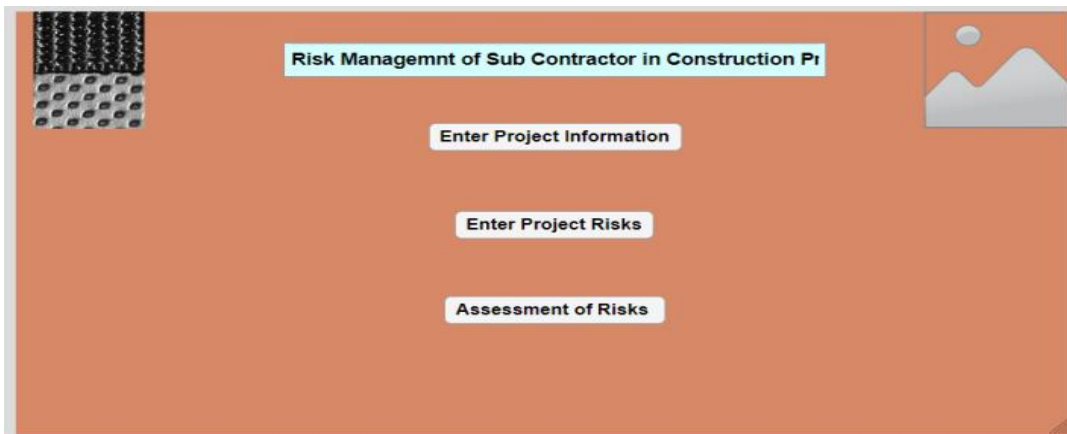 Risk Managemnt of Sub Contractor in Construction Pr
Enter Project Information
Enter Project Risks
Assessment of Risks